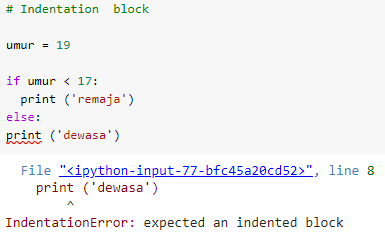 # Indentation  block
umur = 19
if umur < 17:
  print ('remaja')
else:
print ('dewasa')
  File "<ipython-input-77-bfc45a20cd52>", line 8
    print ('dewasa')
        ^
IndentationError: expected an indented block